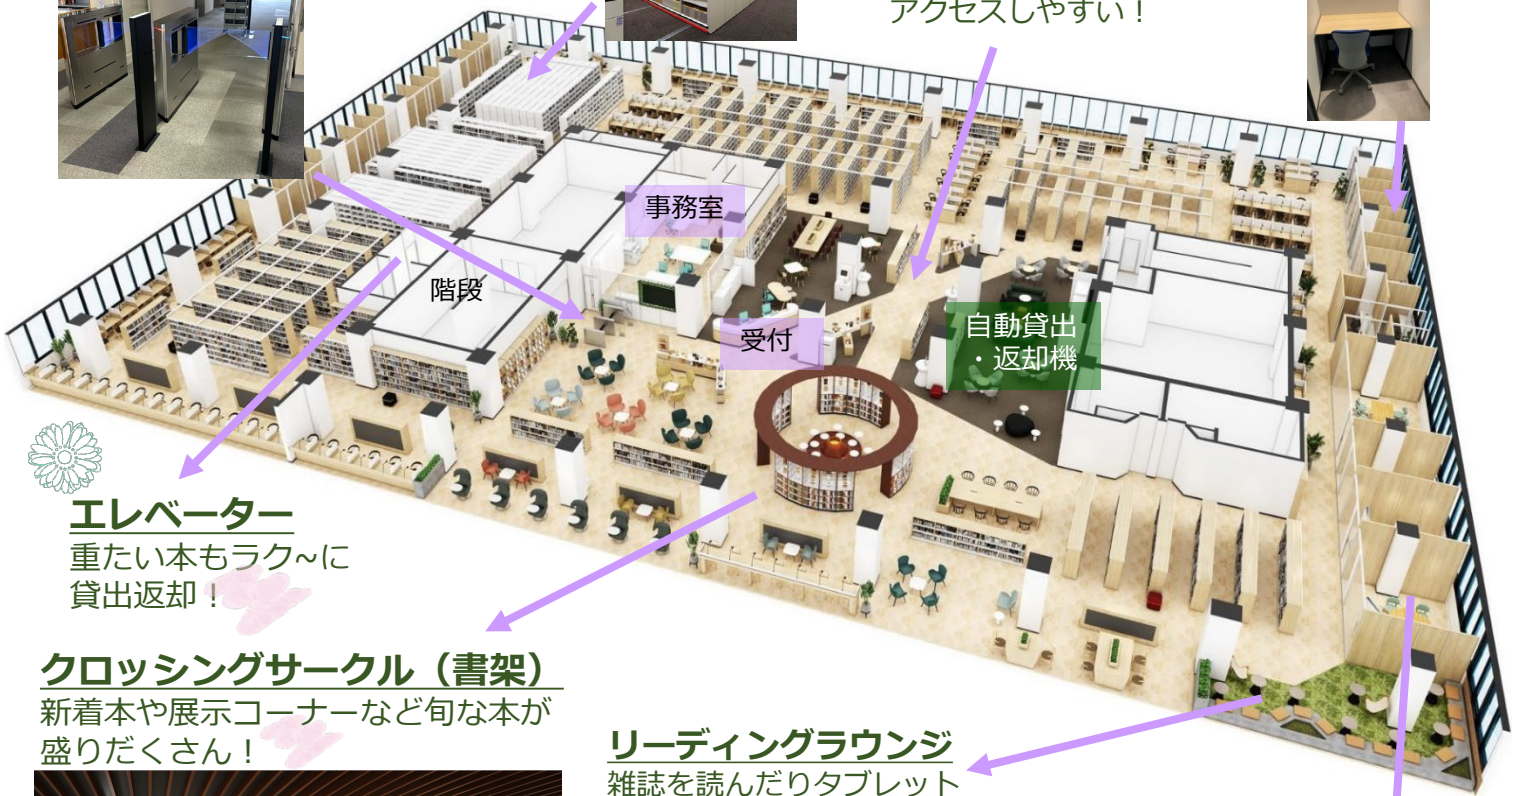 アクセスしやすい！
事務室
階段
受付
自動貸出
・返却機
エレベーター
重たい本もラク~に
貸出返却！
クロッシングサークル（書架）
新着本や展示コーナーなど旬な本が
盛りだくさん！
リーディングラウンジ
雑誌を読んだりタブレット